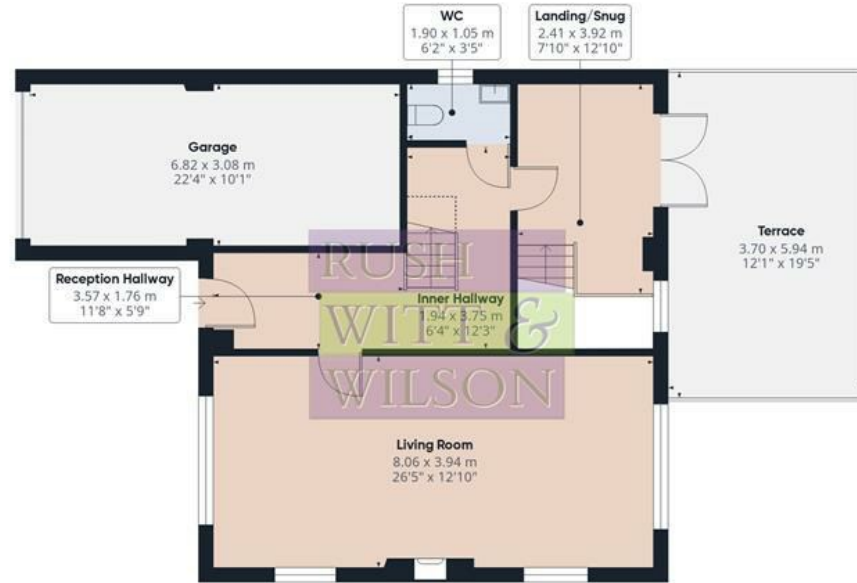 WC
1.90 x 1.05 m
6'2" x 3'5"
Landing/Snug
2.41 x 3.92 m
7'10" x 12'10"
Garage
6.82 x 3.08 m
22'4" x 10'1"
Terrace
3.70 x 5.94 m
12'1" x 19'5"
Reception Hallway
3.57 x 1.76 m
11'8" x 5'9"
Inner Hallway
1.94 x 3.75 m
6'4" x 12'3"
RUSH
WITT &
WILSON
Living Room
8.06 x 3.94 m
26'5" x 12'10"